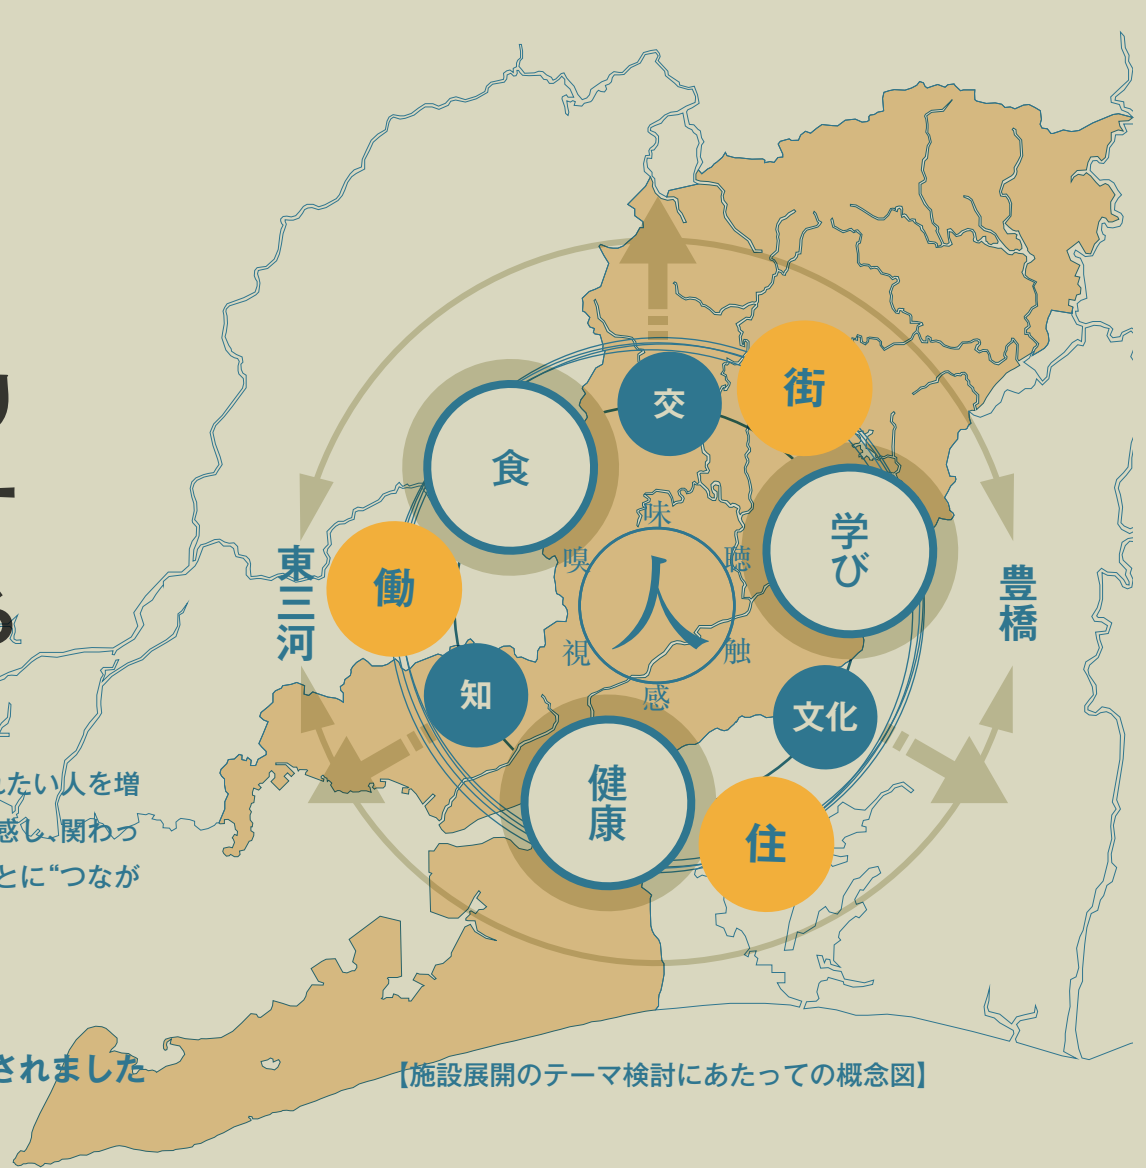 交
街
食
学び
味
嗅
聴
人
視
触
感
働
東三河
豊橋
知
文化
健康
住
れたい人を増
感し、関わっ
とに“つなが
されました
【施設展開のテーマ検討にあたっての概念図】